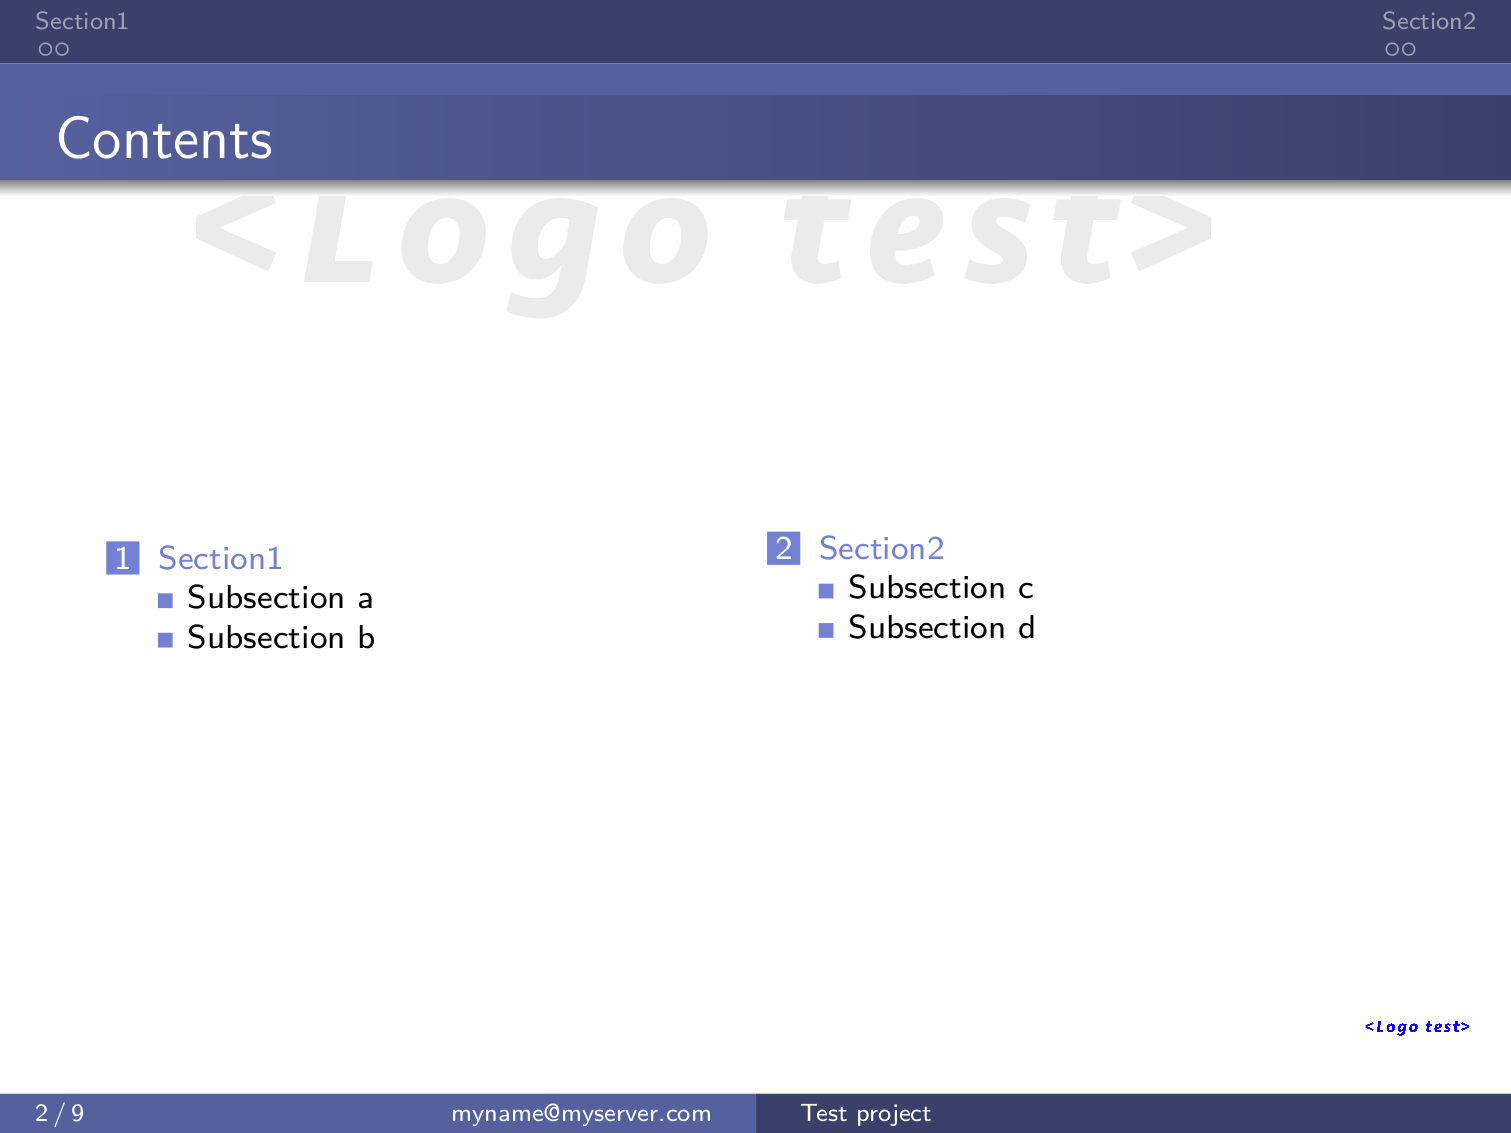 Section1
Section2
Contents
<Logo test>
1 Section1
Subsection a
Subsection b
2 Section2
Subsection c
Subsection d
<Logo test>
2 / 9
myname@myserver.com
Test project